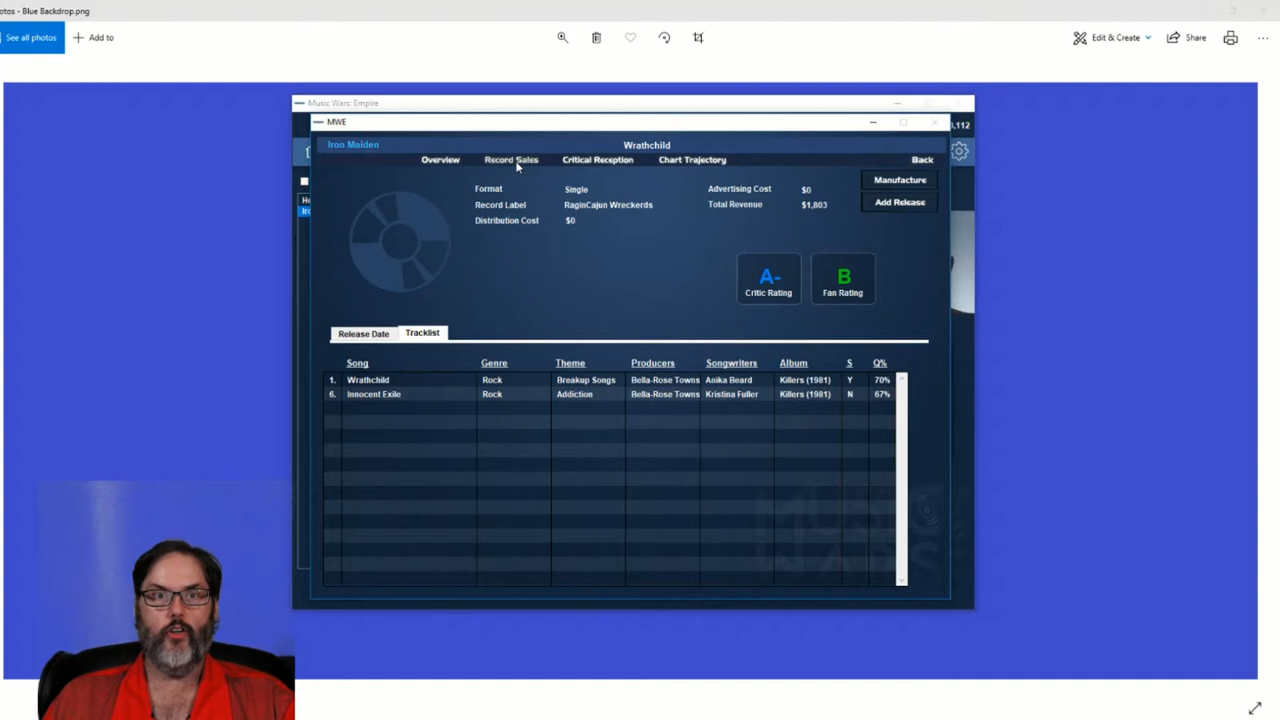 otos - Blue Backdrop.png
See all photos + Add to Edit & Create Share
Music Wars: Empire
MWE
3,112
Iron Maiden Wrathchild
Overview Record Sales Critical Reception Chart Trajectory Back
Format Single Advertising Cost $0 Manufacture
Record Label RaginCajun Wreckerds Total Revenue $1,803 Add Release
Distribution Cost $0
A- B
Critic Rating Fan Rating
Release Date Tracklist
Song Genre Theme Producers Songwriters Album S Q%
1. Wrathchild Rock Breakup Songs Bella-Rose Towns Anika Beard Killers (1981) Y 70%
6. Innocent Exile Rock Addiction Bella-Rose Towns Kristina Fuller Killers (1981) N 67%
MUSIC
WARS